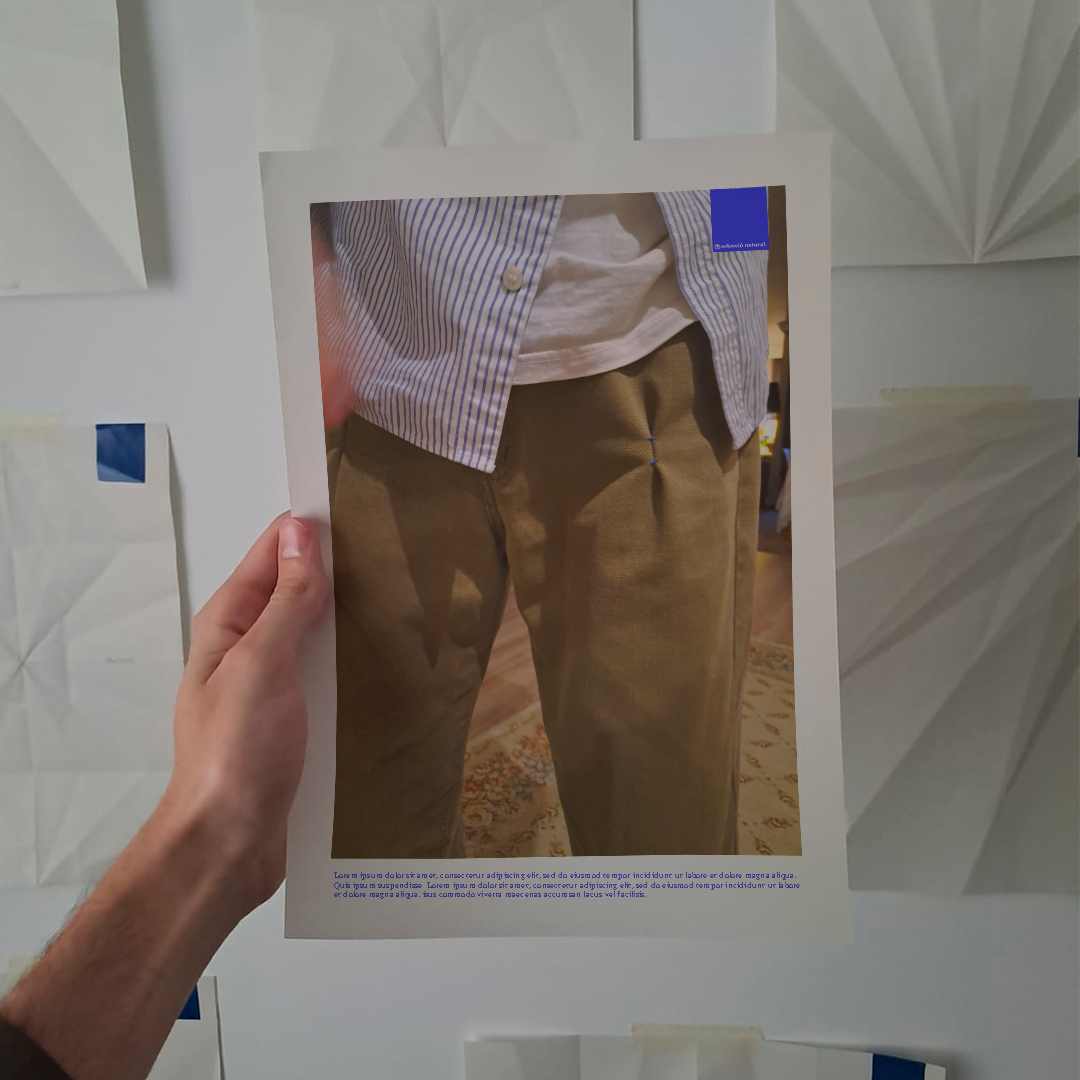 selecció natural.
Lorem ipsum dolor sit amet, consectetur adipiscing elit, sed do eiusmod tempor incididunt ut labore et dolore magna aliqua.
Quis ipsum suspendisse. Lorem ipsum dolor sit amet, consectetur adipiscing elit, sed do eiusmod tempor incididunt ut labore
et dolore magna aliqua. isus commodo viverra maecenas accumsan lacus vel facilisis.